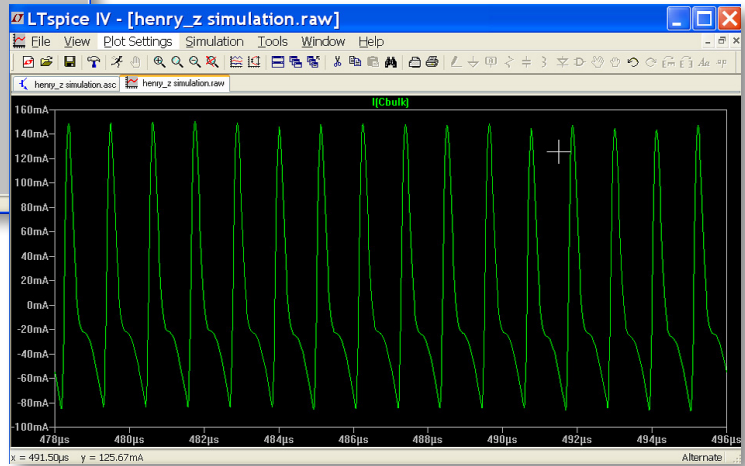 LTspice IV - [henry_z simulation.raw]
File View Plot Settings Simulation Tools Window Help
henry_z simulation.asc henry_z simulation.raw
I(Cbulk)
160mA
140mA
120mA
100mA
80mA
60mA
40mA
20mA
0mA
-20mA
-40mA
-60mA
-80mA
-100mA
478µs 480µs 482µs 484µs 486µs 488µs 490µs 492µs 494µs 496µs
x = 491.50µs y = 125.67mA Alternate